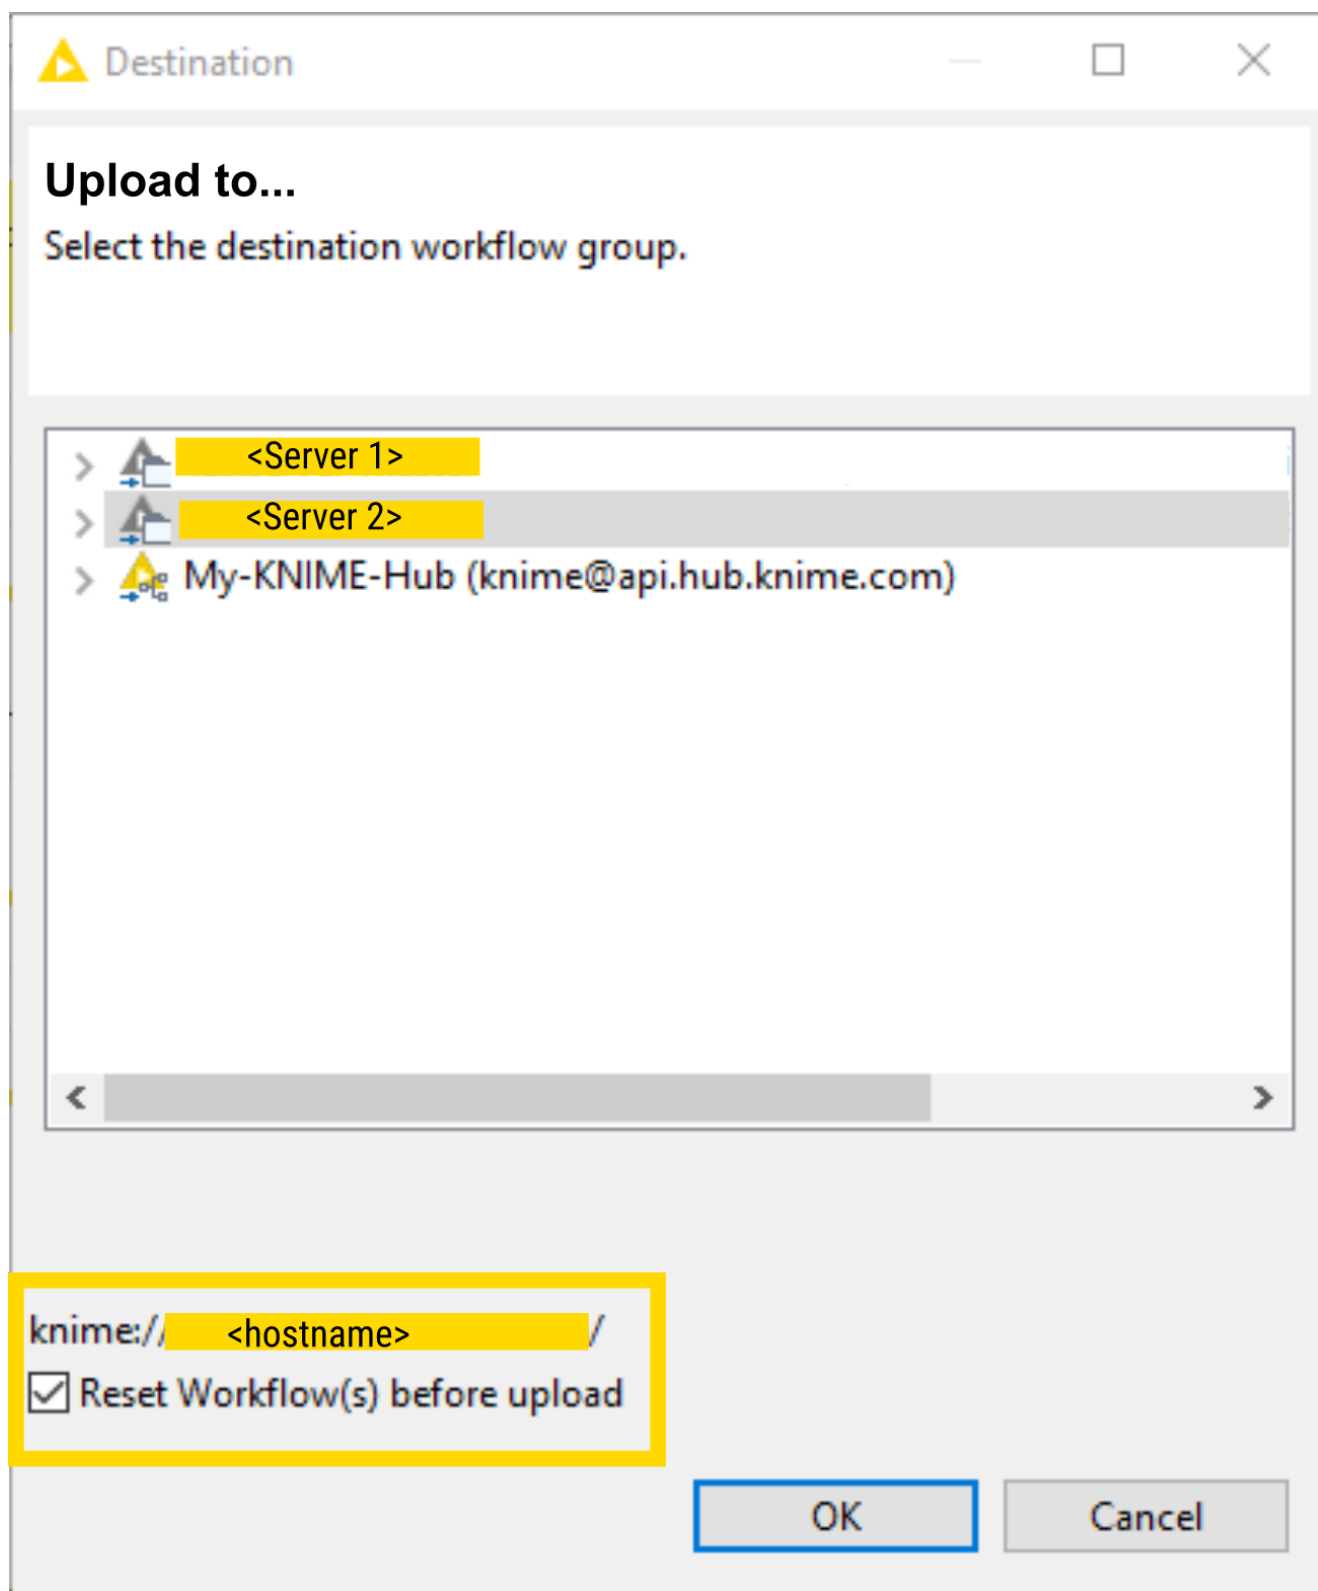 Destination
Upload to...
Select the destination workflow group.
<Server 1>
<Server 2>
My-KNIME-Hub (knime@api.hub.knime.com)
knime:// <hostname> /
Reset Workflow(s) before upload
OK Cancel